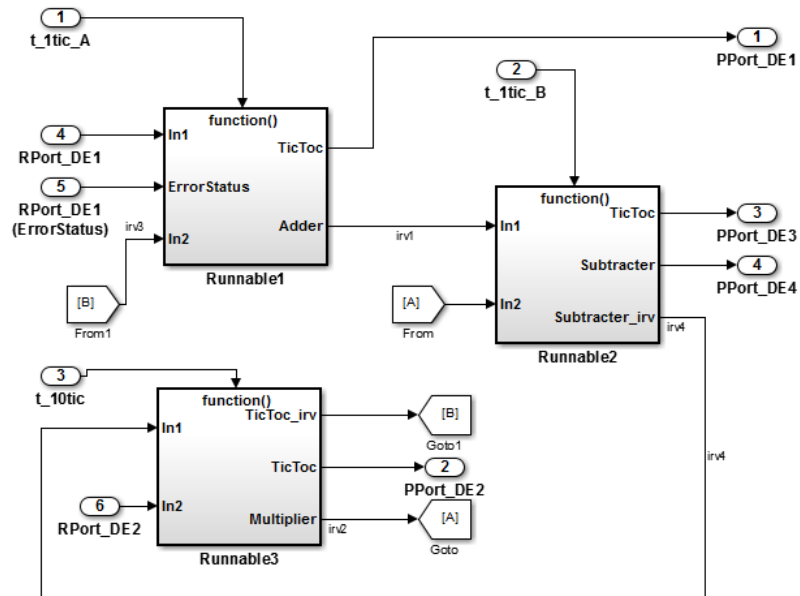 1
t_1tic_A
1
PPort_DE1
2
t_1tic_B
function()
4
In1
TicToc
RPort_DE1
5
ErrorStatus
RPort_DE1
(ErrorStatus)
irv3
In2
Adder
irv1
Runnable1
[B]
From1
function()
TicToc
3
PPort_DE3
In1
Subtracter
4
PPort_DE4
[A]
From
In2
Subtracter_irv
irv4
Runnable2
3
t_10tic
function()
TicToc_irv
[B]
Goto1
In1
TicToc
2
PPort_DE2
irv4
6
RPort_DE2
In2
Multiplier
irv2
[A]
Goto
Runnable3